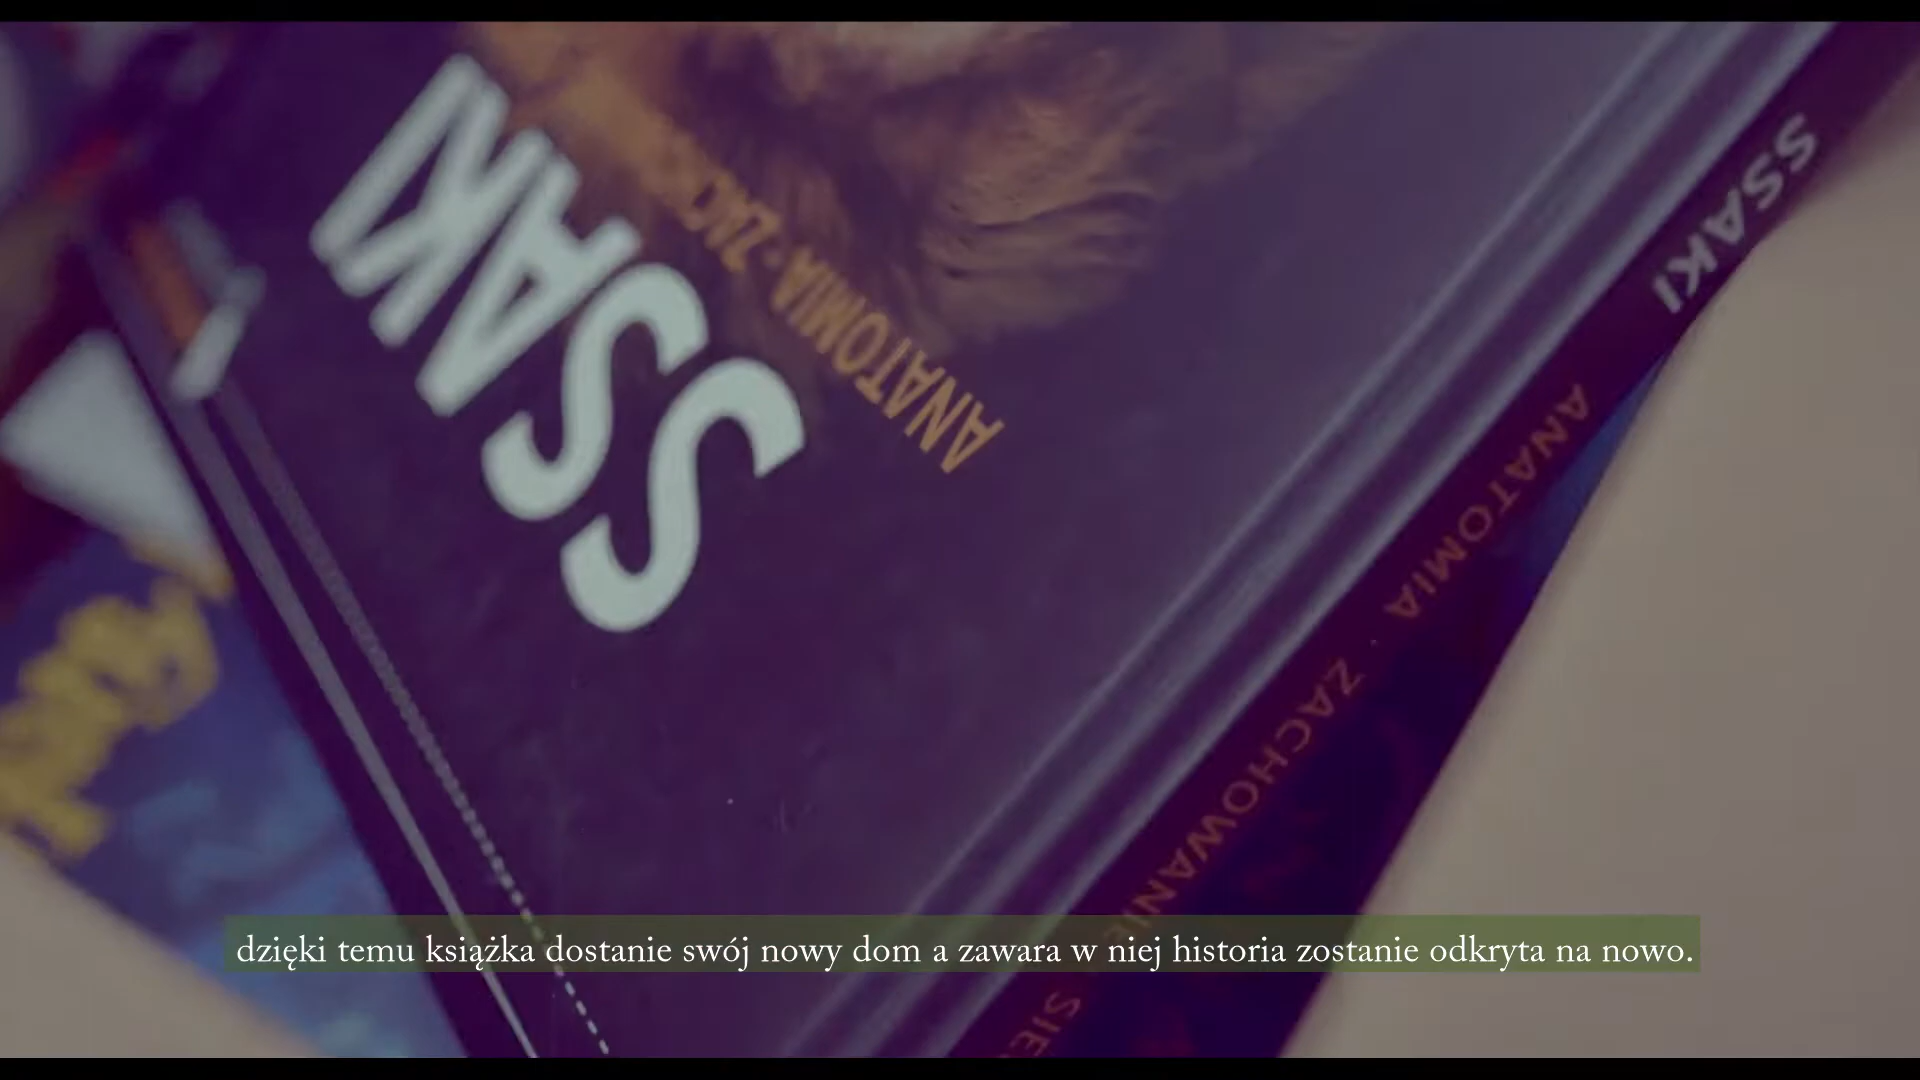 SSAKI
ANATOMIA ·
SSAKI
ANATOMIA · ZACHOWANIE
dzięki temu książka dostanie swój nowy dom a zawara w niej historia zostanie odkryta na nowo.